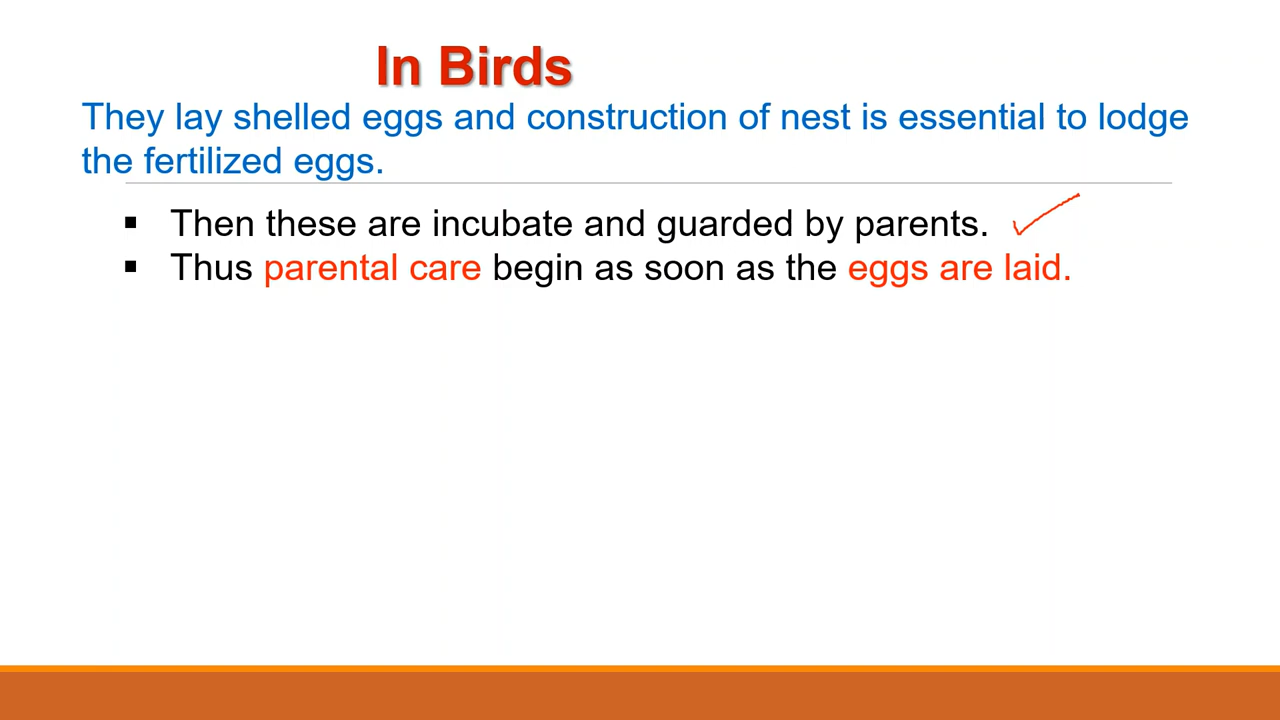 In Birds
They lay shelled eggs and construction of nest is essential to lodge
the fertilized eggs.
▪ Then these are incubate and guarded by parents.
▪ Thus parental care begin as soon as the eggs are laid.